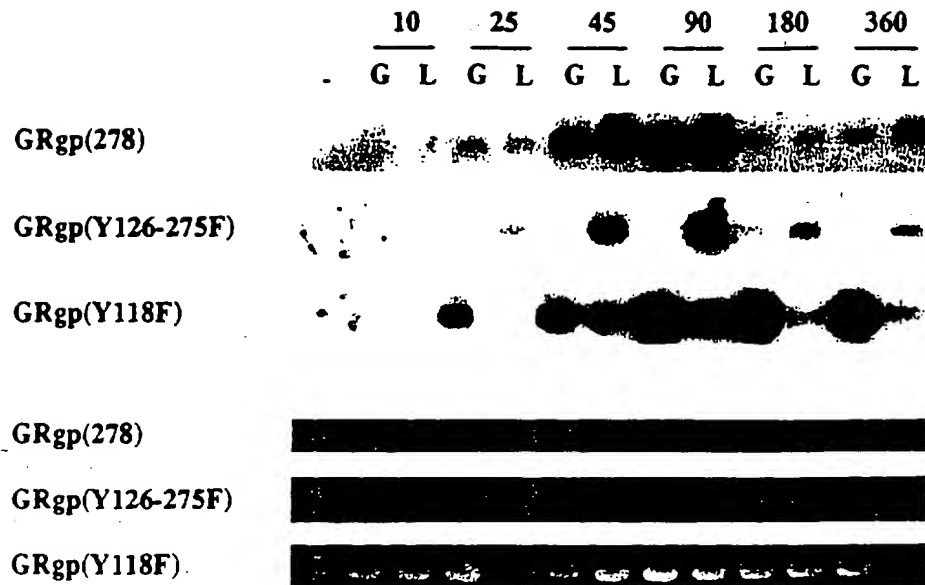 10 25 45 90 180 360
- G L G L G L G L G L G L
GRgp(278)
GRgp(Y126-275F)
GRgp(Y118F)
GRgp(278)
GRgp(Y126-275F)
GRgp(Y118F)